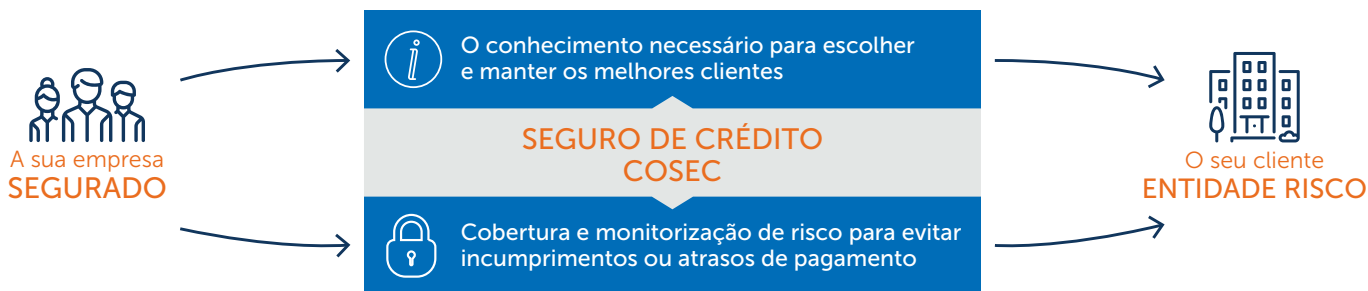 A sua empresa
SEGURADO
O conhecimento necessário para escolher
e manter os melhores clientes
SEGURO DE CRÉDITO
COSEC
Cobertura e monitorização de risco para evitar
incumprimentos ou atrasos de pagamento
O seu cliente
ENTIDADE RISCO